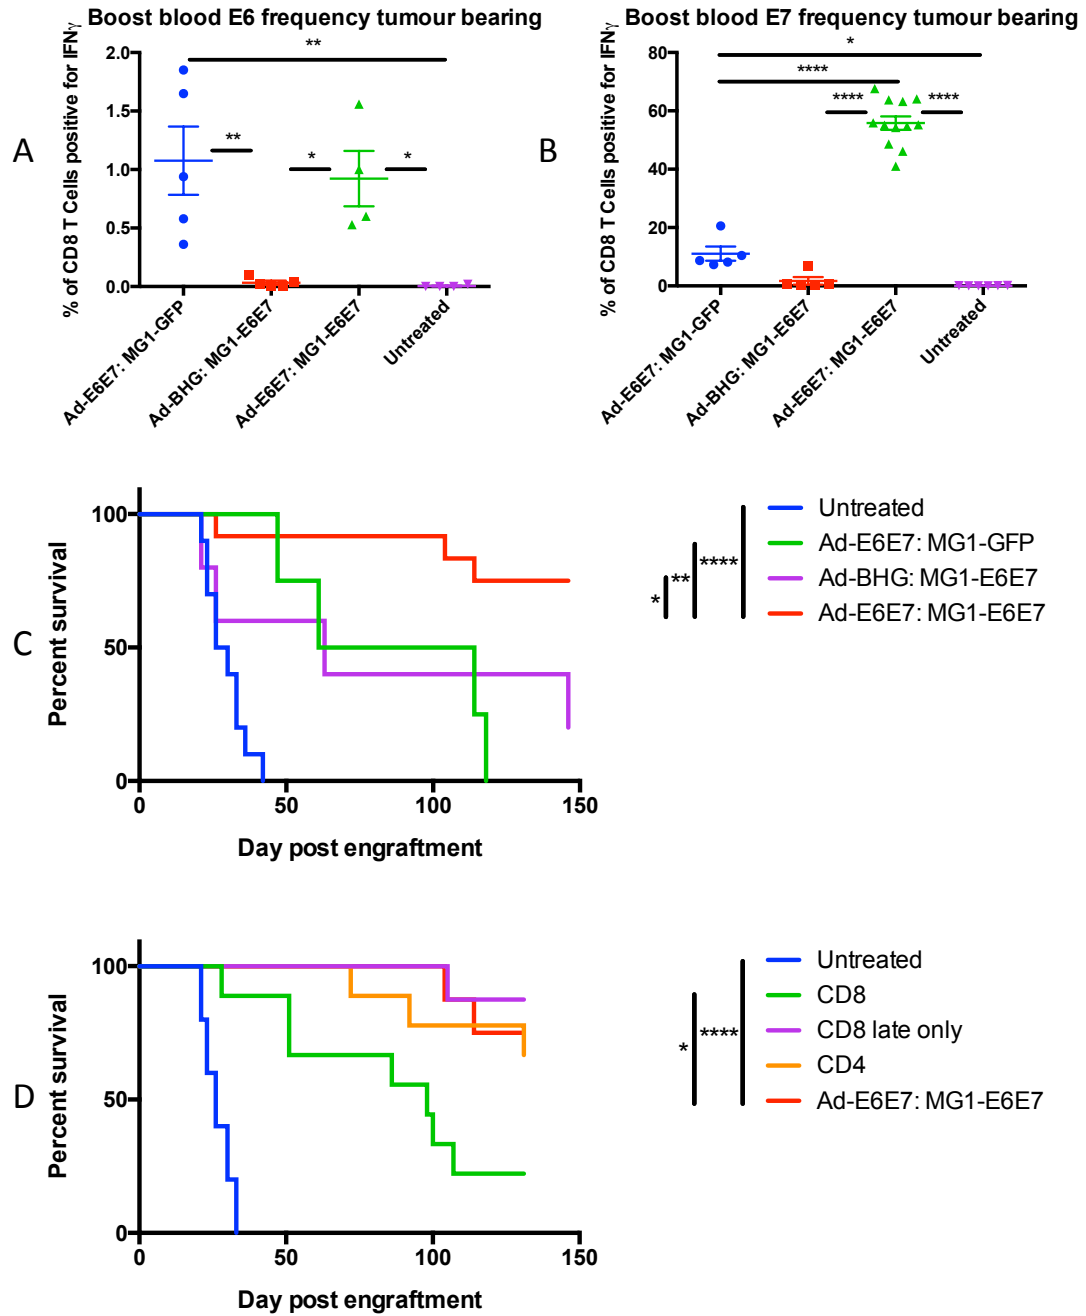 Boost blood E6 frequency tumour bearing
A
% of CD8 T Cells positive for IFNγ
2.0
1.5
1.0
0.5
0.0
**
**
*
*
Ad-E6E7: MG1-GFP
Ad-BHG: MG1-E6E7
Ad-E6E7: MG1-E6E7
Untreated
Boost blood E7 frequency tumour bearing
B
% of CD8 T Cells positive for IFNγ
80
60
40
20
0
*
****
****
****
Ad-E6E7: MG1-GFP
Ad-BHG: MG1-E6E7
Ad-E6E7: MG1-E6E7
Untreated
C
Percent survival
100
50
0
0
50
100
150
Day post engraftment
*
**
****
Untreated
Ad-E6E7: MG1-GFP
Ad-BHG: MG1-E6E7
Ad-E6E7: MG1-E6E7
D
Percent survival
100
50
0
0
50
100
150
Day post engraftment
*
****
Untreated
CD8
CD8 late only
CD4
Ad-E6E7: MG1-E6E7